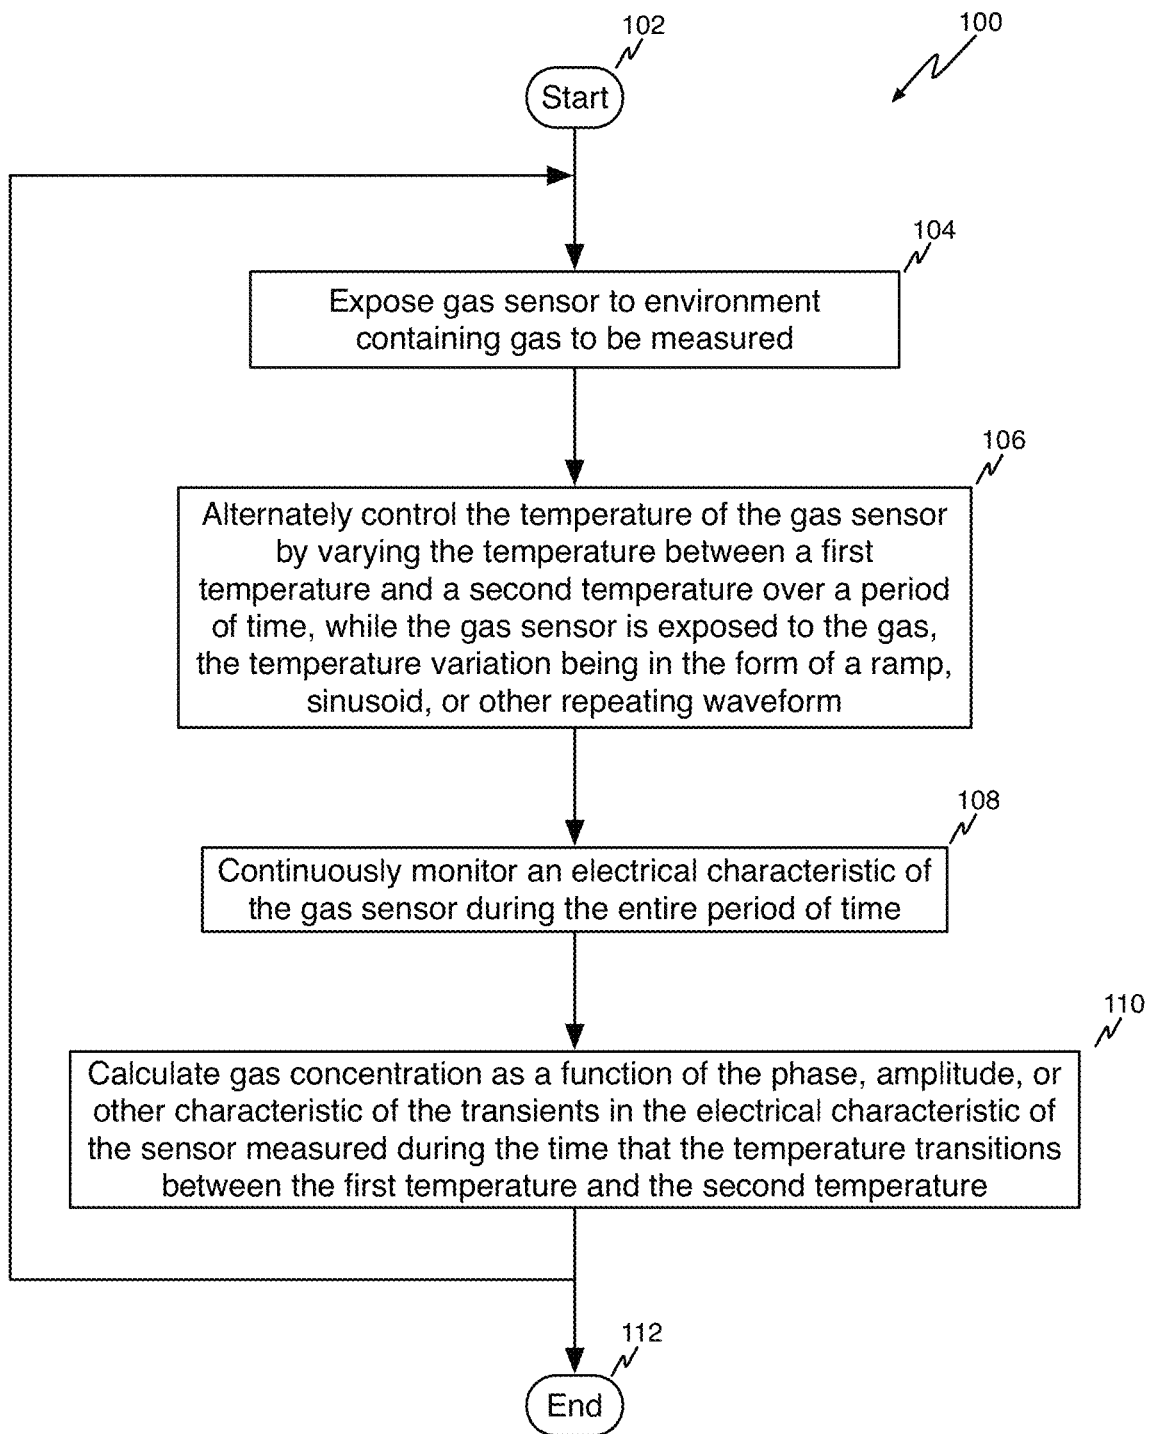 102
100
Start
104
Expose gas sensor to environment
containing gas to be measured
106
Alternately control the temperature of the gas sensor
by varying the temperature between a first
temperature and a second temperature over a period
of time, while the gas sensor is exposed to the gas,
the temperature variation being in the form of a ramp,
sinusoid, or other repeating waveform
108
Continuously monitor an electrical characteristic of
the gas sensor during the entire period of time
110
Calculate gas concentration as a function of the phase, amplitude, or
other characteristic of the transients in the electrical characteristic of
the sensor measured during the time that the temperature transitions
between the first temperature and the second temperature
112
End